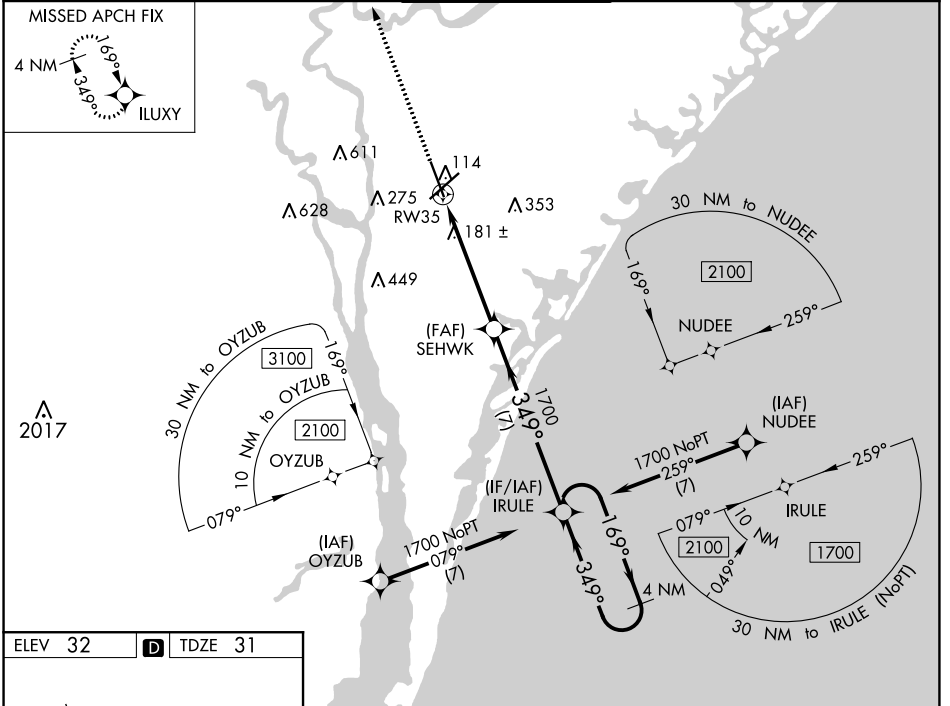 MISSED APCH FIX
4 NM
169°
349°
ILUXY
611
114
628
275
RW35
353
181 ±
449
2017
(FAF)
SEHWK
30 NM to NUDEE
2100
169°
259°
NUDEE
30 NM to OYZUB
3100
169°
10 NM to OYZUB
2100
OYZUB
079°
1700
349°
(7)
(IAF)
NUDEE
1700 NoPT
259°
(7)
(IF/IAF)
IRULE
(IAF)
OYZUB
1700 NoPT
079°
(7)
169°
349°
4 NM
259°
IRULE
079°
10 NM
2100
1700
049°
30 NM to IRULE (NoPT)
ELEV 32
D
TDZE 31